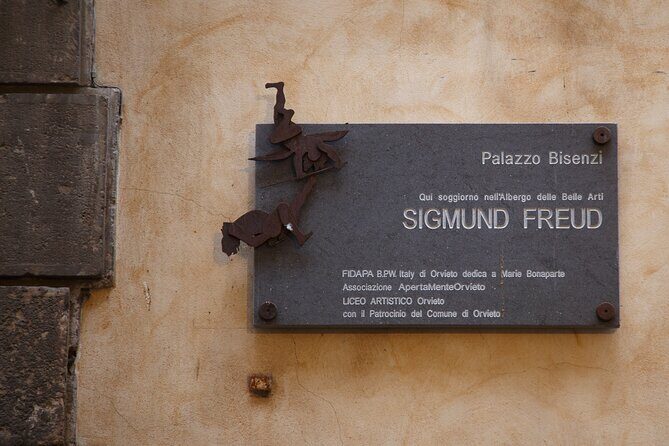 Palazzo Bisenzi
Qui soggiorno nell'Albergo delle Belle Arti
SIGMUND FREUD
FIDAPA B.P.W. Italy di Orvieto dedica a Marie Bonaparte
Associazione ApertaMenteOrvieto
LICEO ARTISTICO Orvieto
con il Patrocinio del Comune di Orvieto